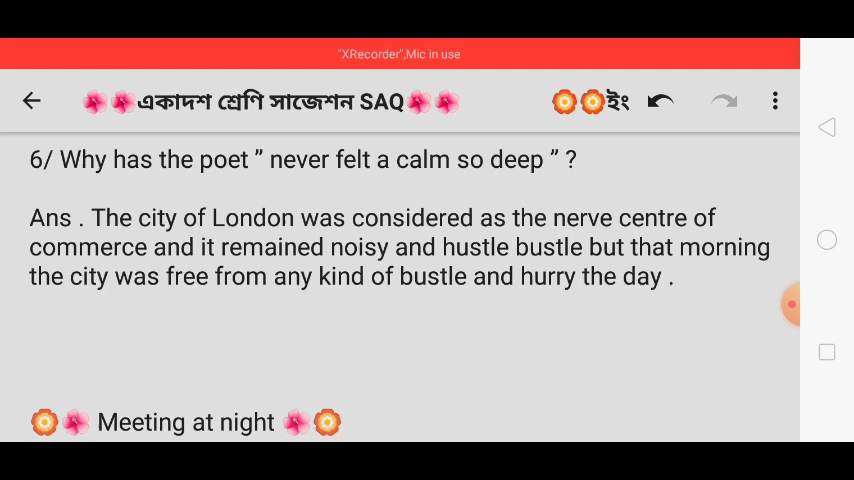 "XRecorder",Mic in use
একাদশ শ্রেণি সাজেশন SAQ ইং
6/ Why has the poet ” never felt a calm so deep ” ?
Ans . The city of London was considered as the nerve centre of
commerce and it remained noisy and hustle bustle but that morning
the city was free from any kind of bustle and hurry the day .
Meeting at night